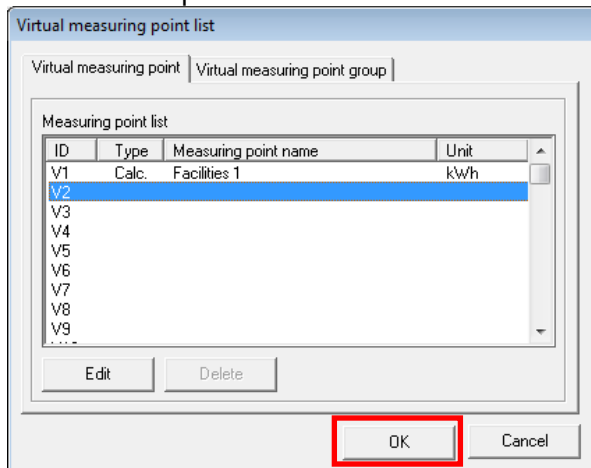 Virtual measuring point list
Virtual measuring point Virtual measuring point group
Measuring point list
ID Type Measuring point name Unit
V1 Calc. Facilities 1 kWh
V2
V3
V4
V5
V6
V7
V8
V9
Edit Delete
OK Cancel